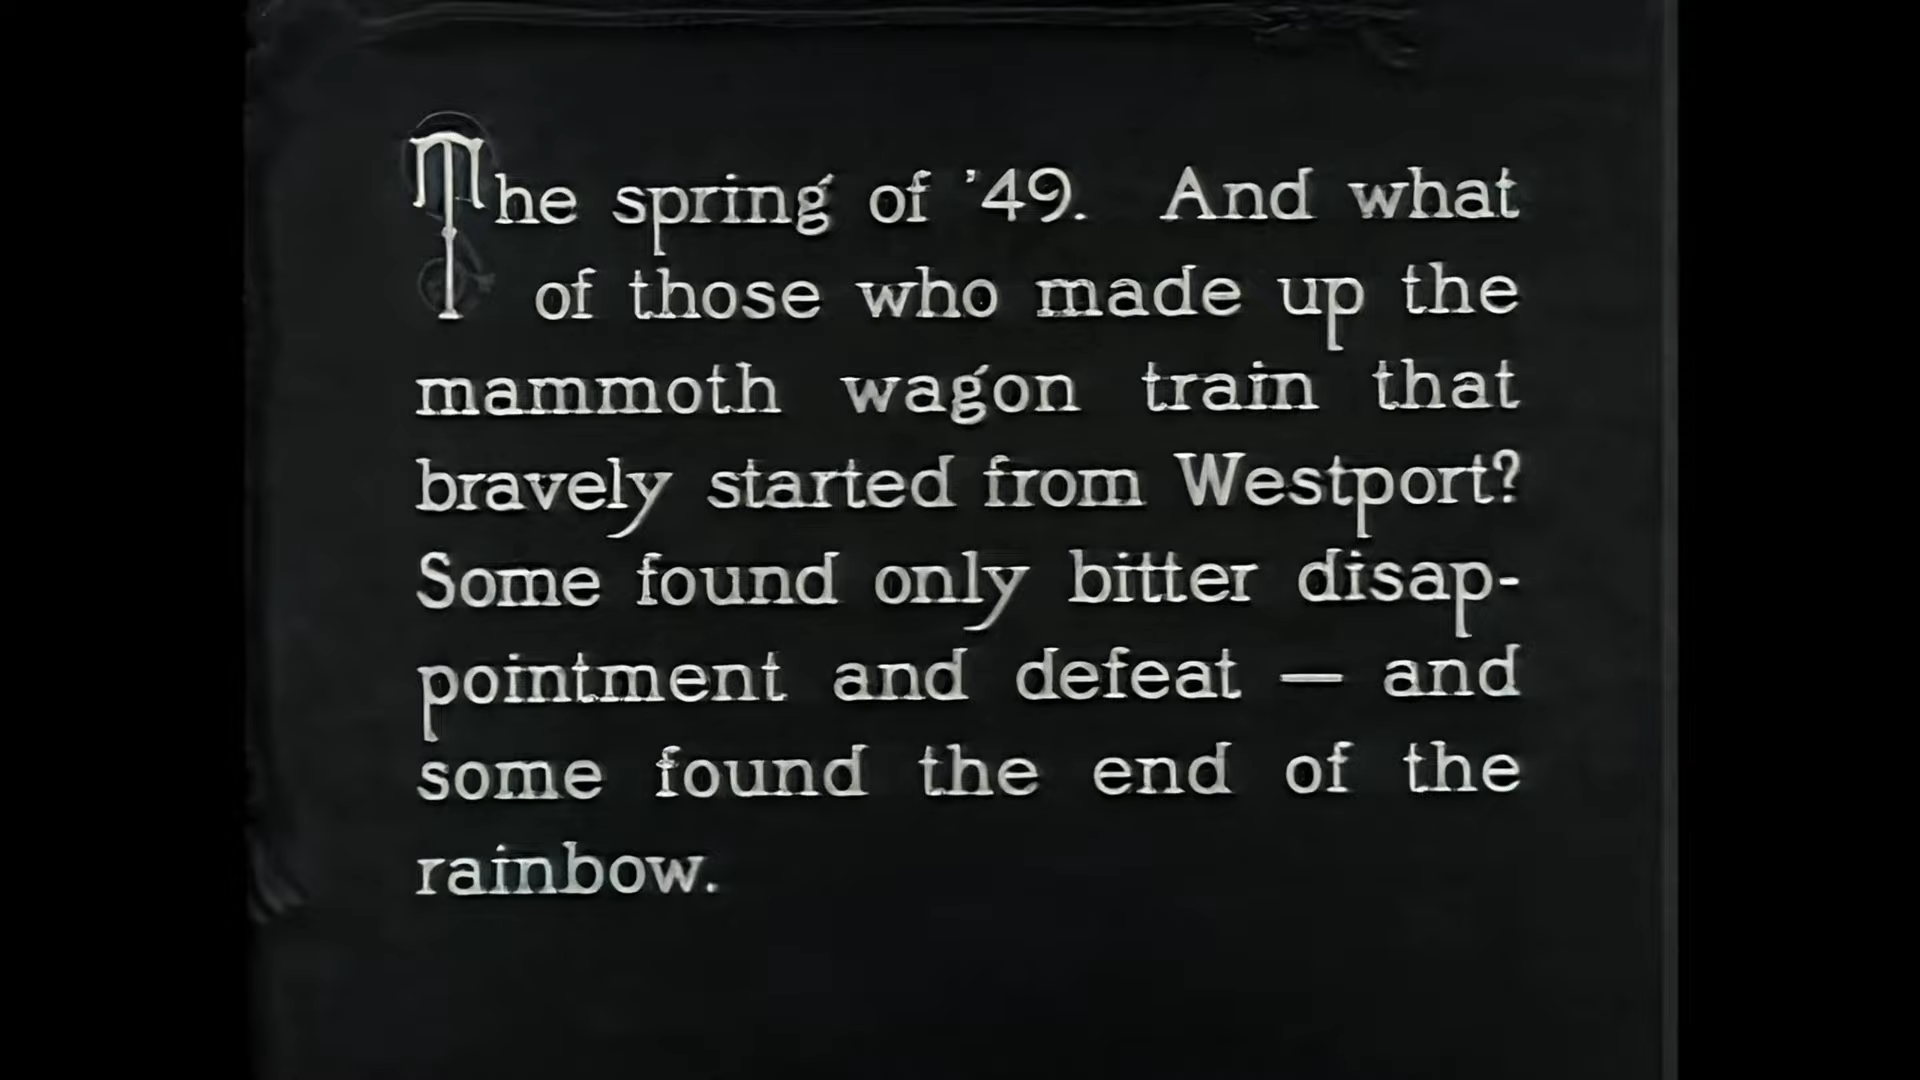 The spring of '49. And what
of those who made up the
mammoth wagon train that
bravely started from Westport?
Some found only bitter disap-
pointment and defeat — and
some found the end of the
rainbow.